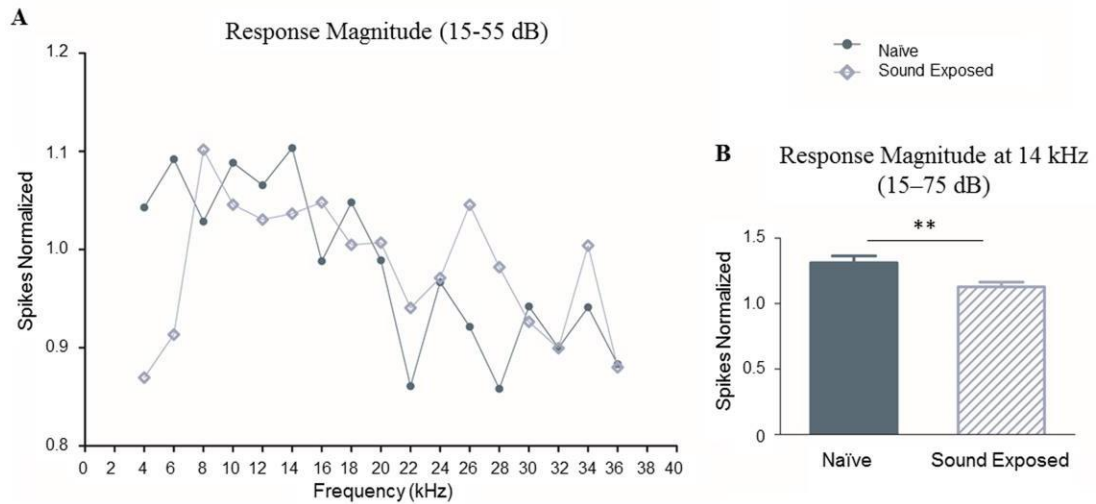 A
Response Magnitude (15-55 dB)
Naïve
Sound Exposed
1.2
1.1
1.0
0.9
0.8
Spikes Normalized
0 2 4 6 8 10 12 14 16 18 20 22 24 26 28 30 32 34 36 38 40
Frequency (kHz)
B
Response Magnitude at 14 kHz
(15–75 dB)
**
1.5
1.0
0.5
0
Spikes Normalized
Naïve Sound Exposed